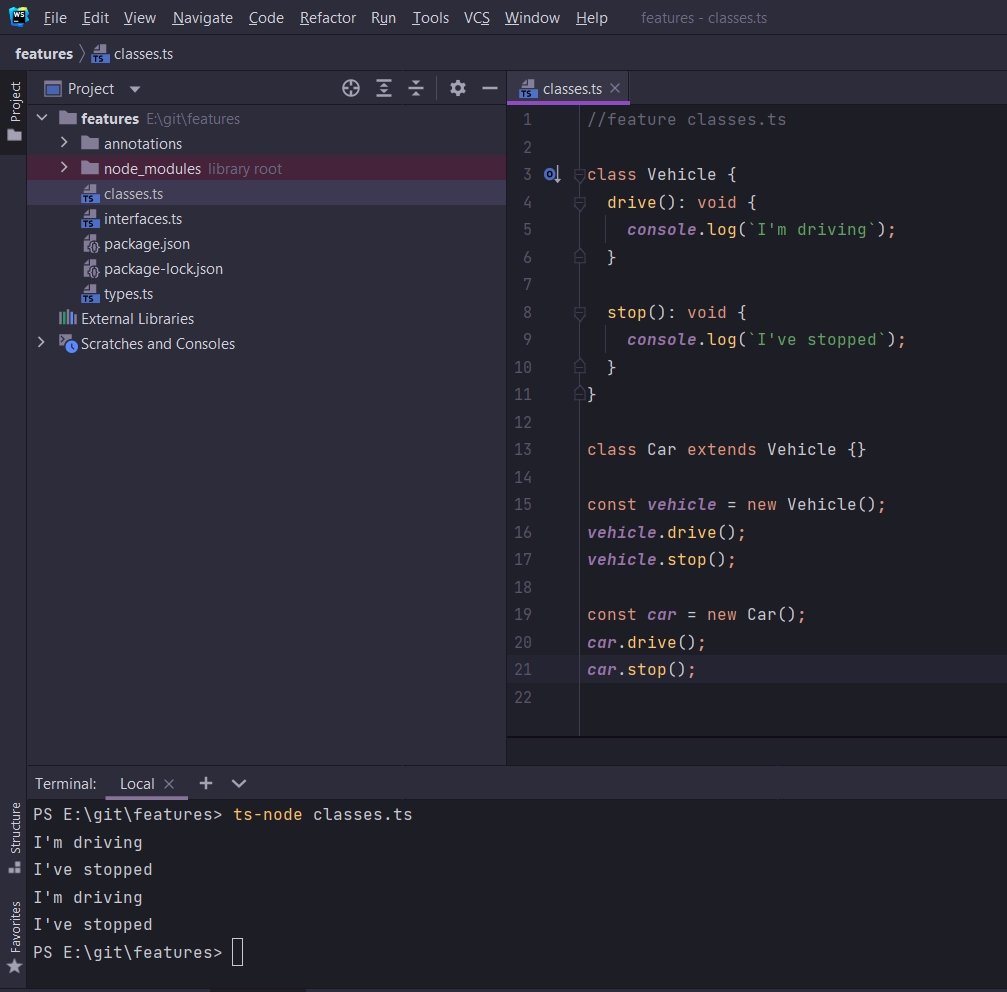 WS File Edit View Navigate Code Refactor Run Tools VCS Window Help features - classes.ts
features classes.ts
Project
Project
classes.ts
features E:\git\features
annotations
node_modules library root
classes.ts
interfaces.ts
package.json
package-lock.json
types.ts
External Libraries
Scratches and Consoles
1 //feature classes.ts
2
3 class Vehicle {
4 drive(): void {
5 console.log(`I'm driving`);
6 }
7
8 stop(): void {
9 console.log(`I've stopped`);
10 }
11 }
12
13 class Car extends Vehicle {}
14
15 const vehicle = new Vehicle();
16 vehicle.drive();
17 vehicle.stop();
18
19 const car = new Car();
20 car.drive();
21 car.stop();
22
Terminal: Local
Structure
Favorites
PS E:\git\features> ts-node classes.ts
I'm driving
I've stopped
I'm driving
I've stopped
PS E:\git\features>